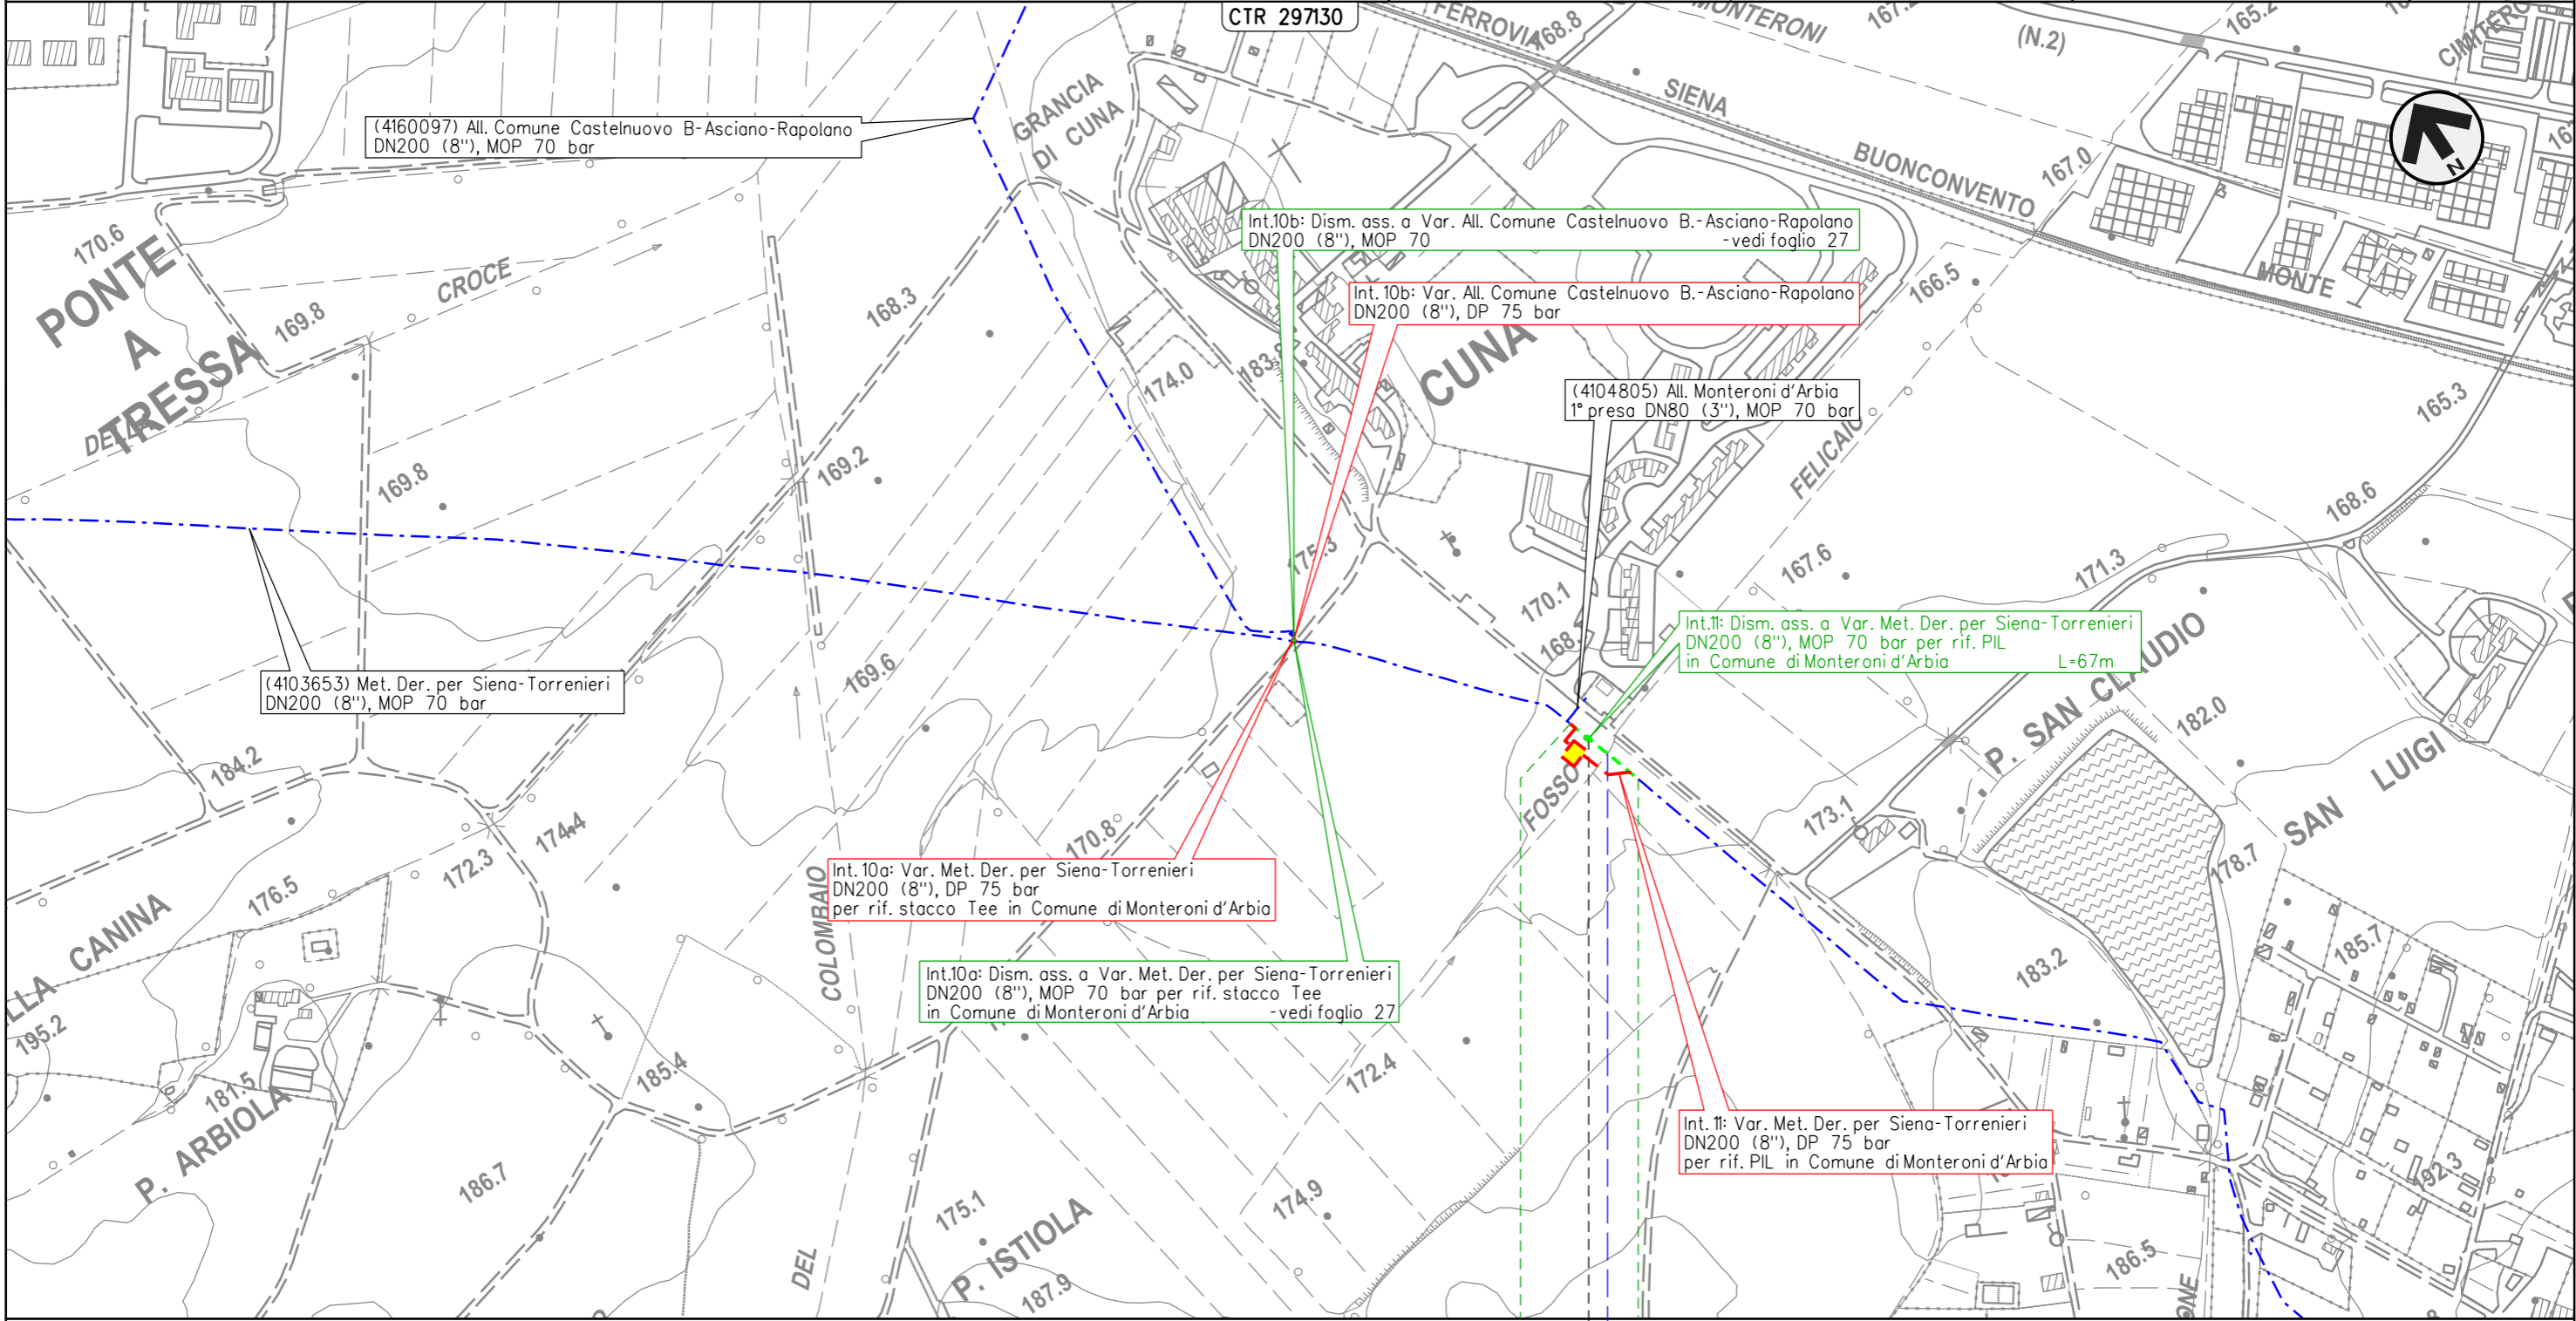 CTR 297130
FERROVIA
168.8
MONTERONI
(N.2)
165.2
CIMITERO
SIENA
BUONCONVENTO
167.0
MONTE
N
GRANCIA
DI CUNA
(4160097) All. Comune Castelnuovo B-Asciano-Rapolano
DN200 (8"), MOP 70 bar
170.6
PONTE
A
TRESSA
CROCE
169.8
168.3
Int.10b: Dism. ass. a Var. All. Comune Castelnuovo B.-Asciano-Rapolano
DN200 (8"), MOP 70 -vedi foglio 27
Int. 10b: Var. All. Comune Castelnuovo B.-Asciano-Rapolano
DN200 (8"), DP 75 bar
166.5
174.0
CUNA
(4104805) All. Monteroni d'Arbia
1° presa DN80 (3"), MOP 70 bar
165.3
169.8
169.2
FELICAIO
168.6
175.3
167.6
171.3
170.1
(4103653) Met. Der. per Siena-Torrenieri
DN200 (8"), MOP 70 bar
169.6
Int.11: Dism. ass. a Var. Met. Der. per Siena-Torrenieri
DN200 (8"), MOP 70 bar per rif. PIL
in Comune di Monteroni d'Arbia L=67m
P. SAN CLAUDIO
182.0
SAN LUIGI
184.2
FOSSO
174.4
172.3
170.8
173.1
178.7
Int. 10a: Var. Met. Der. per Siena-Torrenieri
DN200 (8"), DP 75 bar
per rif. stacco Tee in Comune di Monteroni d'Arbia
176.5
CANINA
COLOMBAIO
195.2
Int.10a: Dism. ass. a Var. Met. Der. per Siena-Torrenieri
DN200 (8"), MOP 70 bar per rif. stacco Tee
in Comune di Monteroni d'Arbia -vedi foglio 27
183.2
185.7
181.5
P. ARBIOLA
185.4
172.4
Int. 11: Var. Met. Der. per Siena-Torrenieri
DN200 (8"), DP 75 bar
per rif. PIL in Comune di Monteroni d'Arbia
186.7
175.1
174.9
192.3
DEL
P. ISTIOLA
187.9
186.5